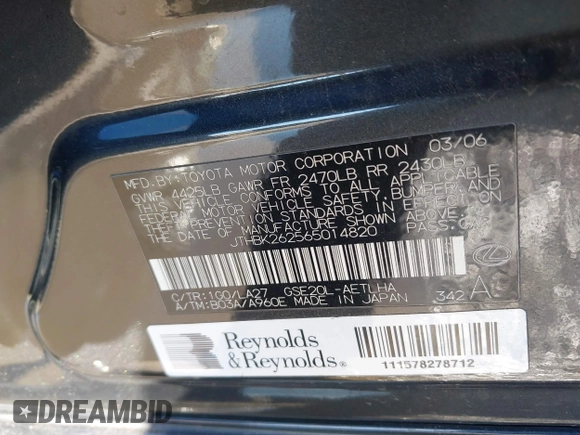 MFD. BY • TOYOTA MOTOR CORPORATION 03/06
GVWR 4425LB GAWR FR 2470LB RR 2430LB
THIS VEHICLE CONFORMS TO ALL APPLICABLE
FEDERAL MOTOR VEHICLE SAFETY, BUMPER, AND
THEFT PREVENTION STANDARDS IN EFFECT ON
THE DATE OF MANUFACTURE SHOWN ABOVE.
JTHBK262565014820
C/TR:1G0/LA27 GSE20L-AETLHA
A/TM:B03A/A960E MADE IN JAPAN 342 A
Reynolds
&Reynolds®
111578278712
DREAMBID.COM